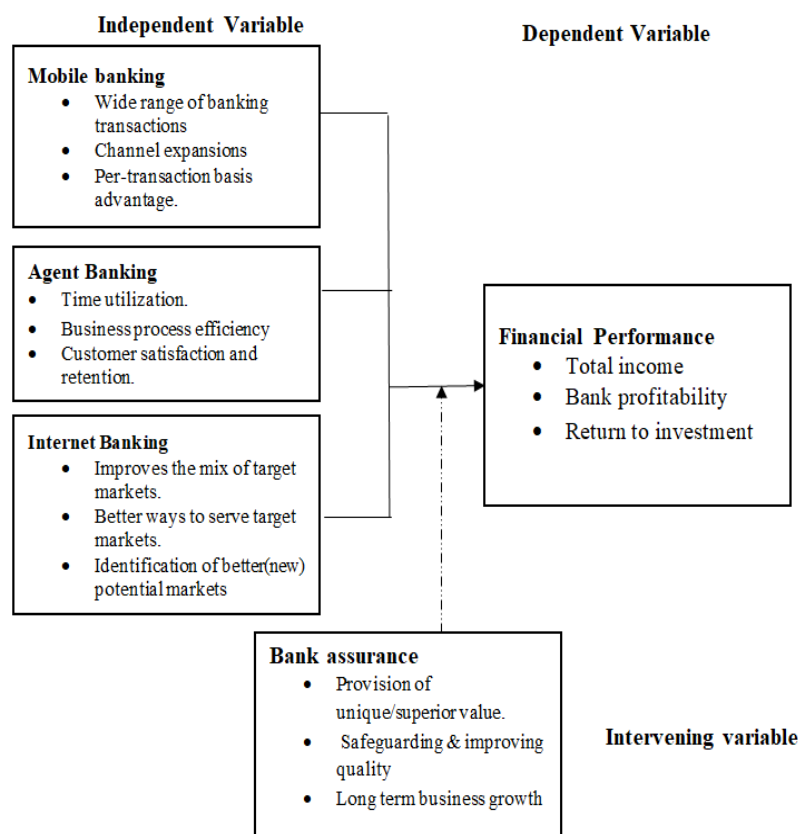 Independent Variable
Dependent Variable
Mobile banking
• Wide range of banking
transactions
• Channel expansions
• Per-transaction basis
advantage.
Agent Banking
• Time utilization.
• Business process efficiency
• Customer satisfaction and
retention.
Internet Banking
• Improves the mix of target
markets.
• Better ways to serve target
markets.
• Identification of better(new)
potential markets
Financial Performance
• Total income
• Bank profitability
• Return to investment
Bank assurance
• Provision of
unique/superior value.
• Safeguarding & improving
quality
• Long term business growth
Intervening variable